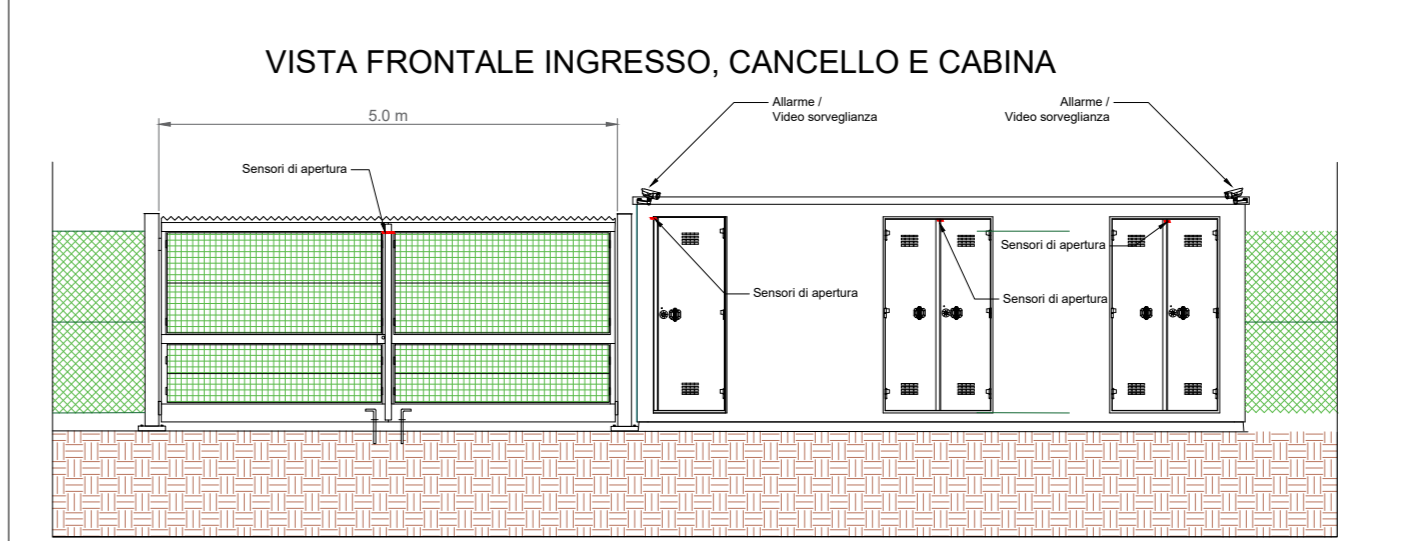 VISTA FRONTALE INGRESSO, CANCELLO E CABINA
Allarme /
Video sorveglianza
Allarme /
Video sorveglianza
5.0 m
Sensori di apertura
Sensori di apertura
Sensori di apertura
Sensori di apertura